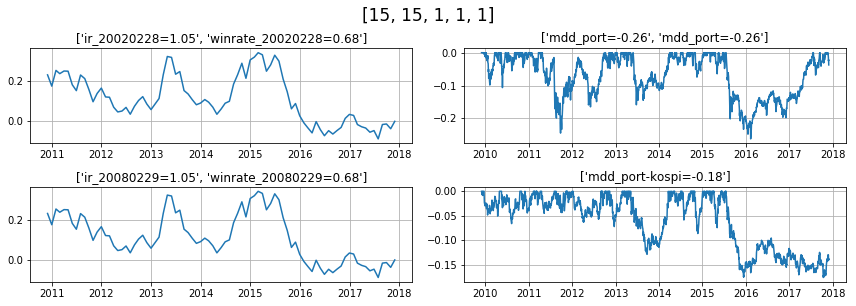 [15, 15, 1, 1, 1]
['ir_20020228=1.05', 'winrate_20020228=0.68']
0.2
0.0
2011 2012 2013 2014 2015 2016 2017 2018
['mdd_port=-0.26', 'mdd_port=-0.26']
0.0
−0.1
−0.2
2010 2011 2012 2013 2014 2015 2016 2017 2018
['ir_20080229=1.05', 'winrate_20080229=0.68']
0.2
0.0
2011 2012 2013 2014 2015 2016 2017 2018
['mdd_port-kospi=-0.18']
0.00
−0.05
−0.10
−0.15
2010 2011 2012 2013 2014 2015 2016 2017 2018